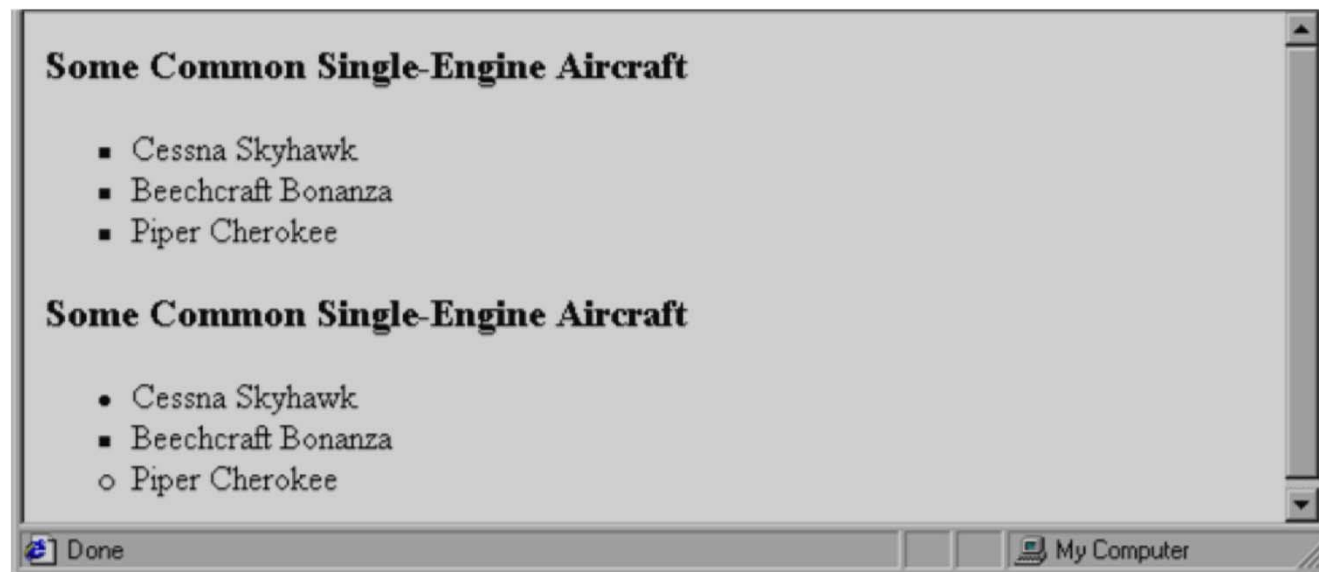 Some Common Single-Engine Aircraft
▪ Cessna Skyhawk
▪ Beechcraft Bonanza
▪ Piper Cherokee
Some Common Single-Engine Aircraft
• Cessna Skyhawk
▪ Beechcraft Bonanza
○ Piper Cherokee
Done My Computer